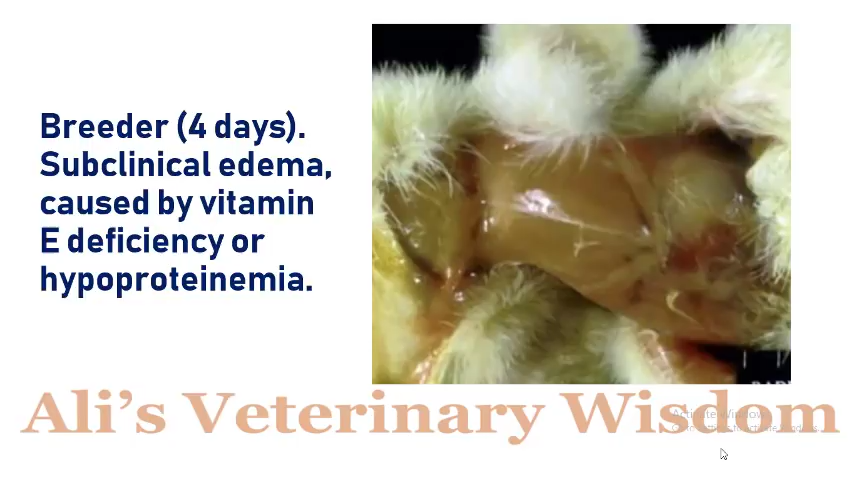 Breeder (4 days).
Subclinical edema,
caused by vitamin
E deficiency or
hypoproteinemia.
Ali's Veterinary Wisdom
Activate Windows